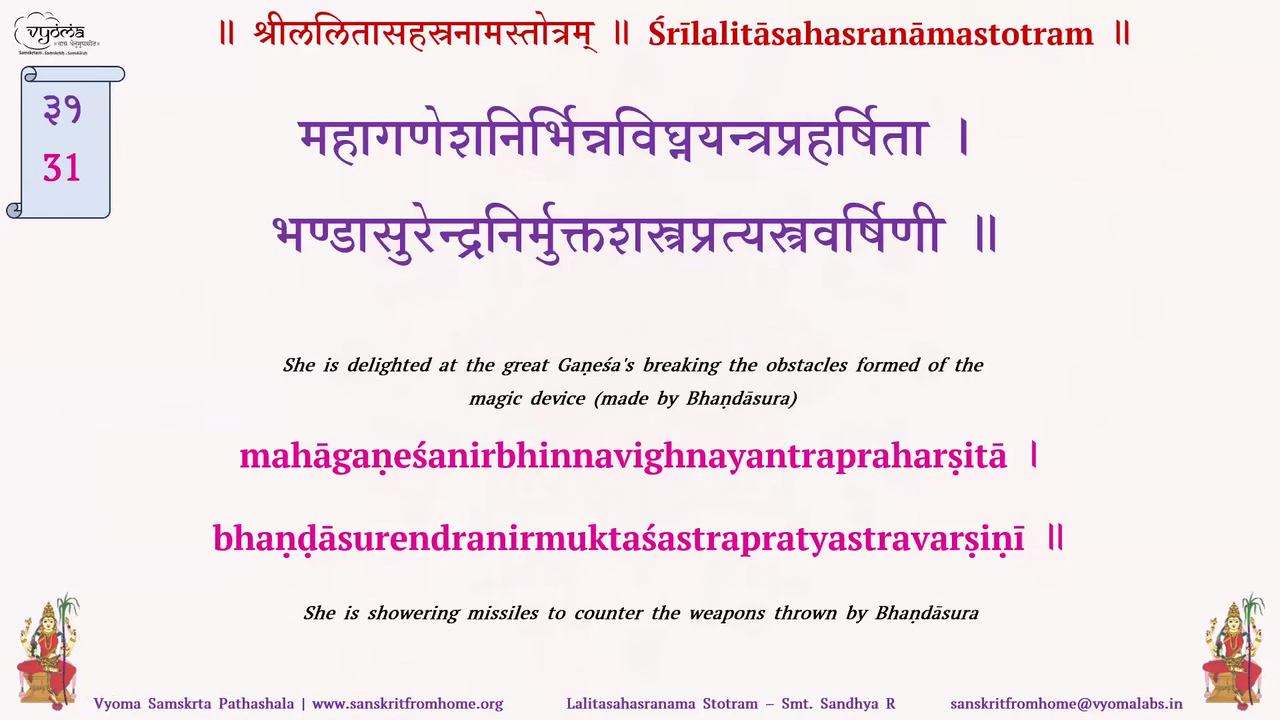 vyoma
॥ श्रीललितासहस्रनामस्तोत्रम् ॥ Śrīlalitāsahasranāmastotram ॥
३१
31
महागणेशनिर्भिन्नविघ्नयन्त्रप्रहर्षिता ।
भण्डासुरेन्द्रनिर्मुक्तशस्त्रप्रत्यस्त्रवर्षिणी ॥
She is delighted at the great Gaṇeśa's breaking the obstacles formed of the
magic device (made by Bhaṇdāsura)
mahāgaṇeśanirbhinnavighnayantrapraharṣitā ।
bhaṇḍāsurendranirmuktaśastrapratyastravarṣiṇī ॥
She is showering missiles to counter the weapons thrown by Bhaṇdāsura
Vyoma Samskrta Pathashala | www.sanskritfromhome.org Lalitasahasranama Stotram – Smt. Sandhya R sanskritfromhome@vyomalabs.in